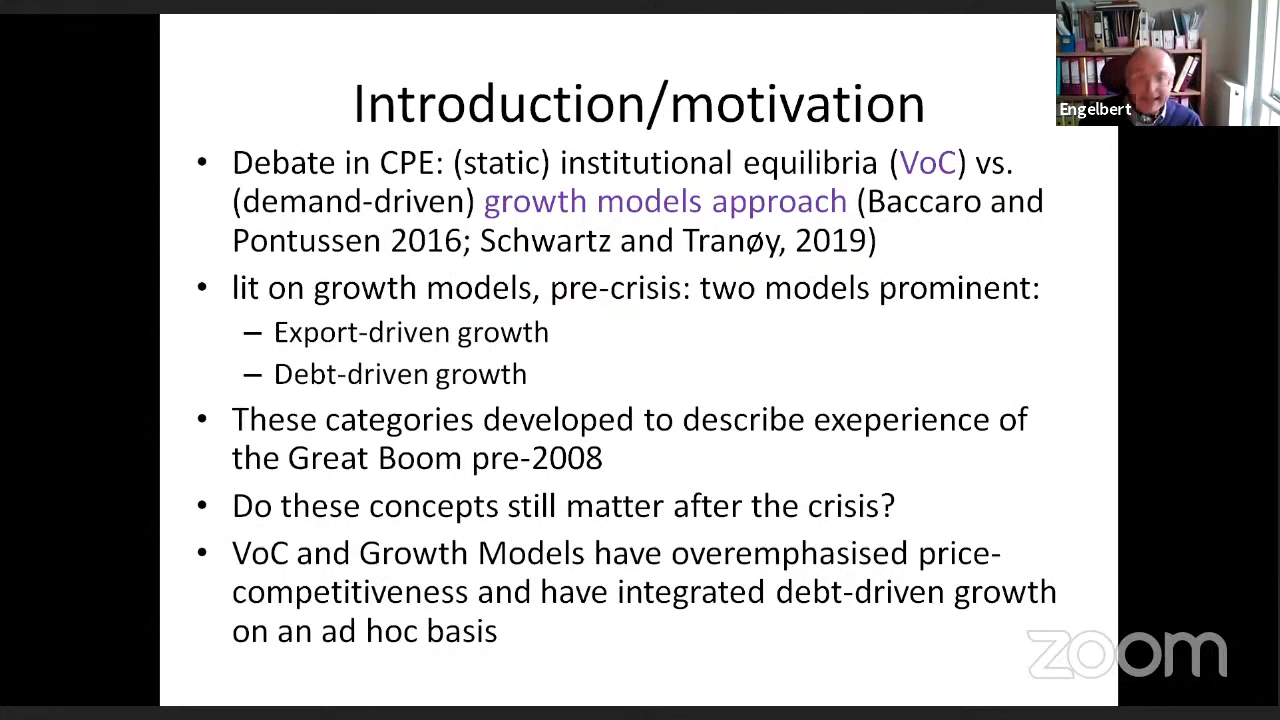 Introduction/motivation
• Debate in CPE: (static) institutional equilibria (VoC) vs.
(demand-driven) growth models approach (Baccaro and
Pontussen 2016; Schwartz and Tranøy, 2019)
• lit on growth models, pre-crisis: two models prominent:
– Export-driven growth
– Debt-driven growth
• These categories developed to describe exeperience of
the Great Boom pre-2008
• Do these concepts still matter after the crisis?
• VoC and Growth Models have overemphasised price-
competitiveness and have integrated debt-driven growth
on an ad hoc basis
Engelbert
zoom